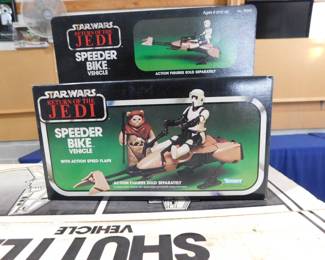 STAR WARS
RETURN OF THE
JEDI
SPEEDER
BIKE
VEHICLE
ACTION FIGURES SOLD SEPARATELY
STAR WARS
RETURN OF THE
JEDI
SPEEDER
BIKE
VEHICLE
WITH ACTION SPEED FLAPS
ACTION FIGURES SOLD SEPARATELY
Kenner
SHUTTL
VEHICLE